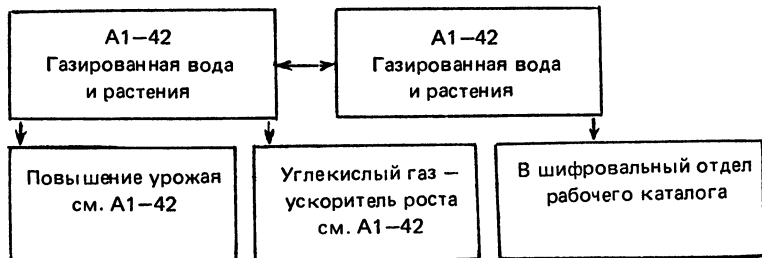 А1—42
Газированная вода
и растения
А1—42
Газированная вода
и растения
Повышение урожая
см. А1—42
Углекислый газ —
ускоритель роста
см. А1—42
В шифровальный отдел
рабочего каталога